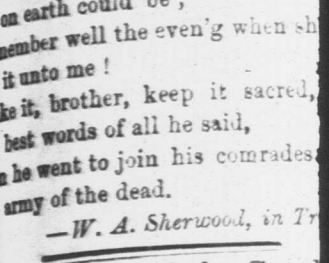 on earth could be ;
member well the even'g when sh
it unto me !
ke it, brother, keep it sacred,
best words of all he said,
he went to join his comrades
army of the dead.
—W. A. Sherwood, in Tr